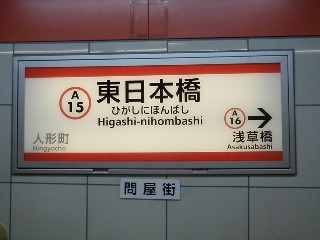 A
15
東日本橋
ひがしにほんばし
Higashi-nihombashi
人形町
Ningyocho
A
16
浅草橋
Asakusabashi
問屋街